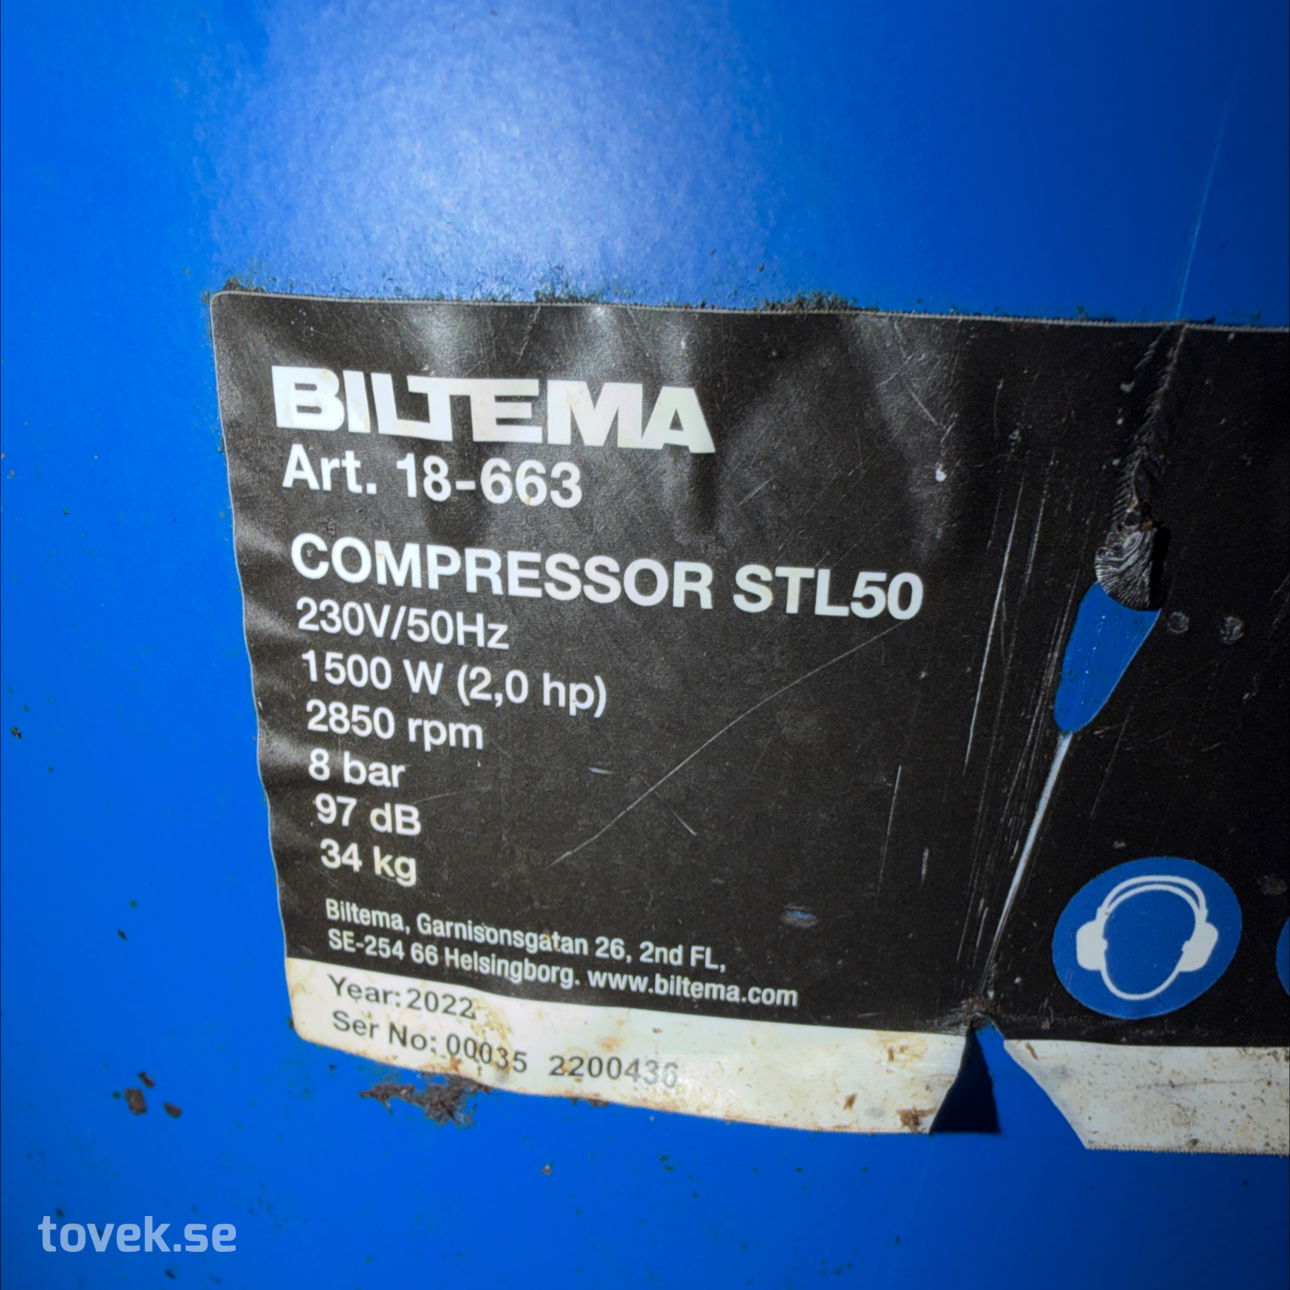 BILTEMA
Art. 18-663
COMPRESSOR STL50
230V/50Hz
1500 W (2,0 hp)
2850 rpm
8 bar
97 dB
34 kg
Biltema, Garnisonsgatan 26, 2nd FL,
SE-254 66 Helsingborg. www.biltema.com
Year: 2022
Ser No: 00035 2200436
tovek.se